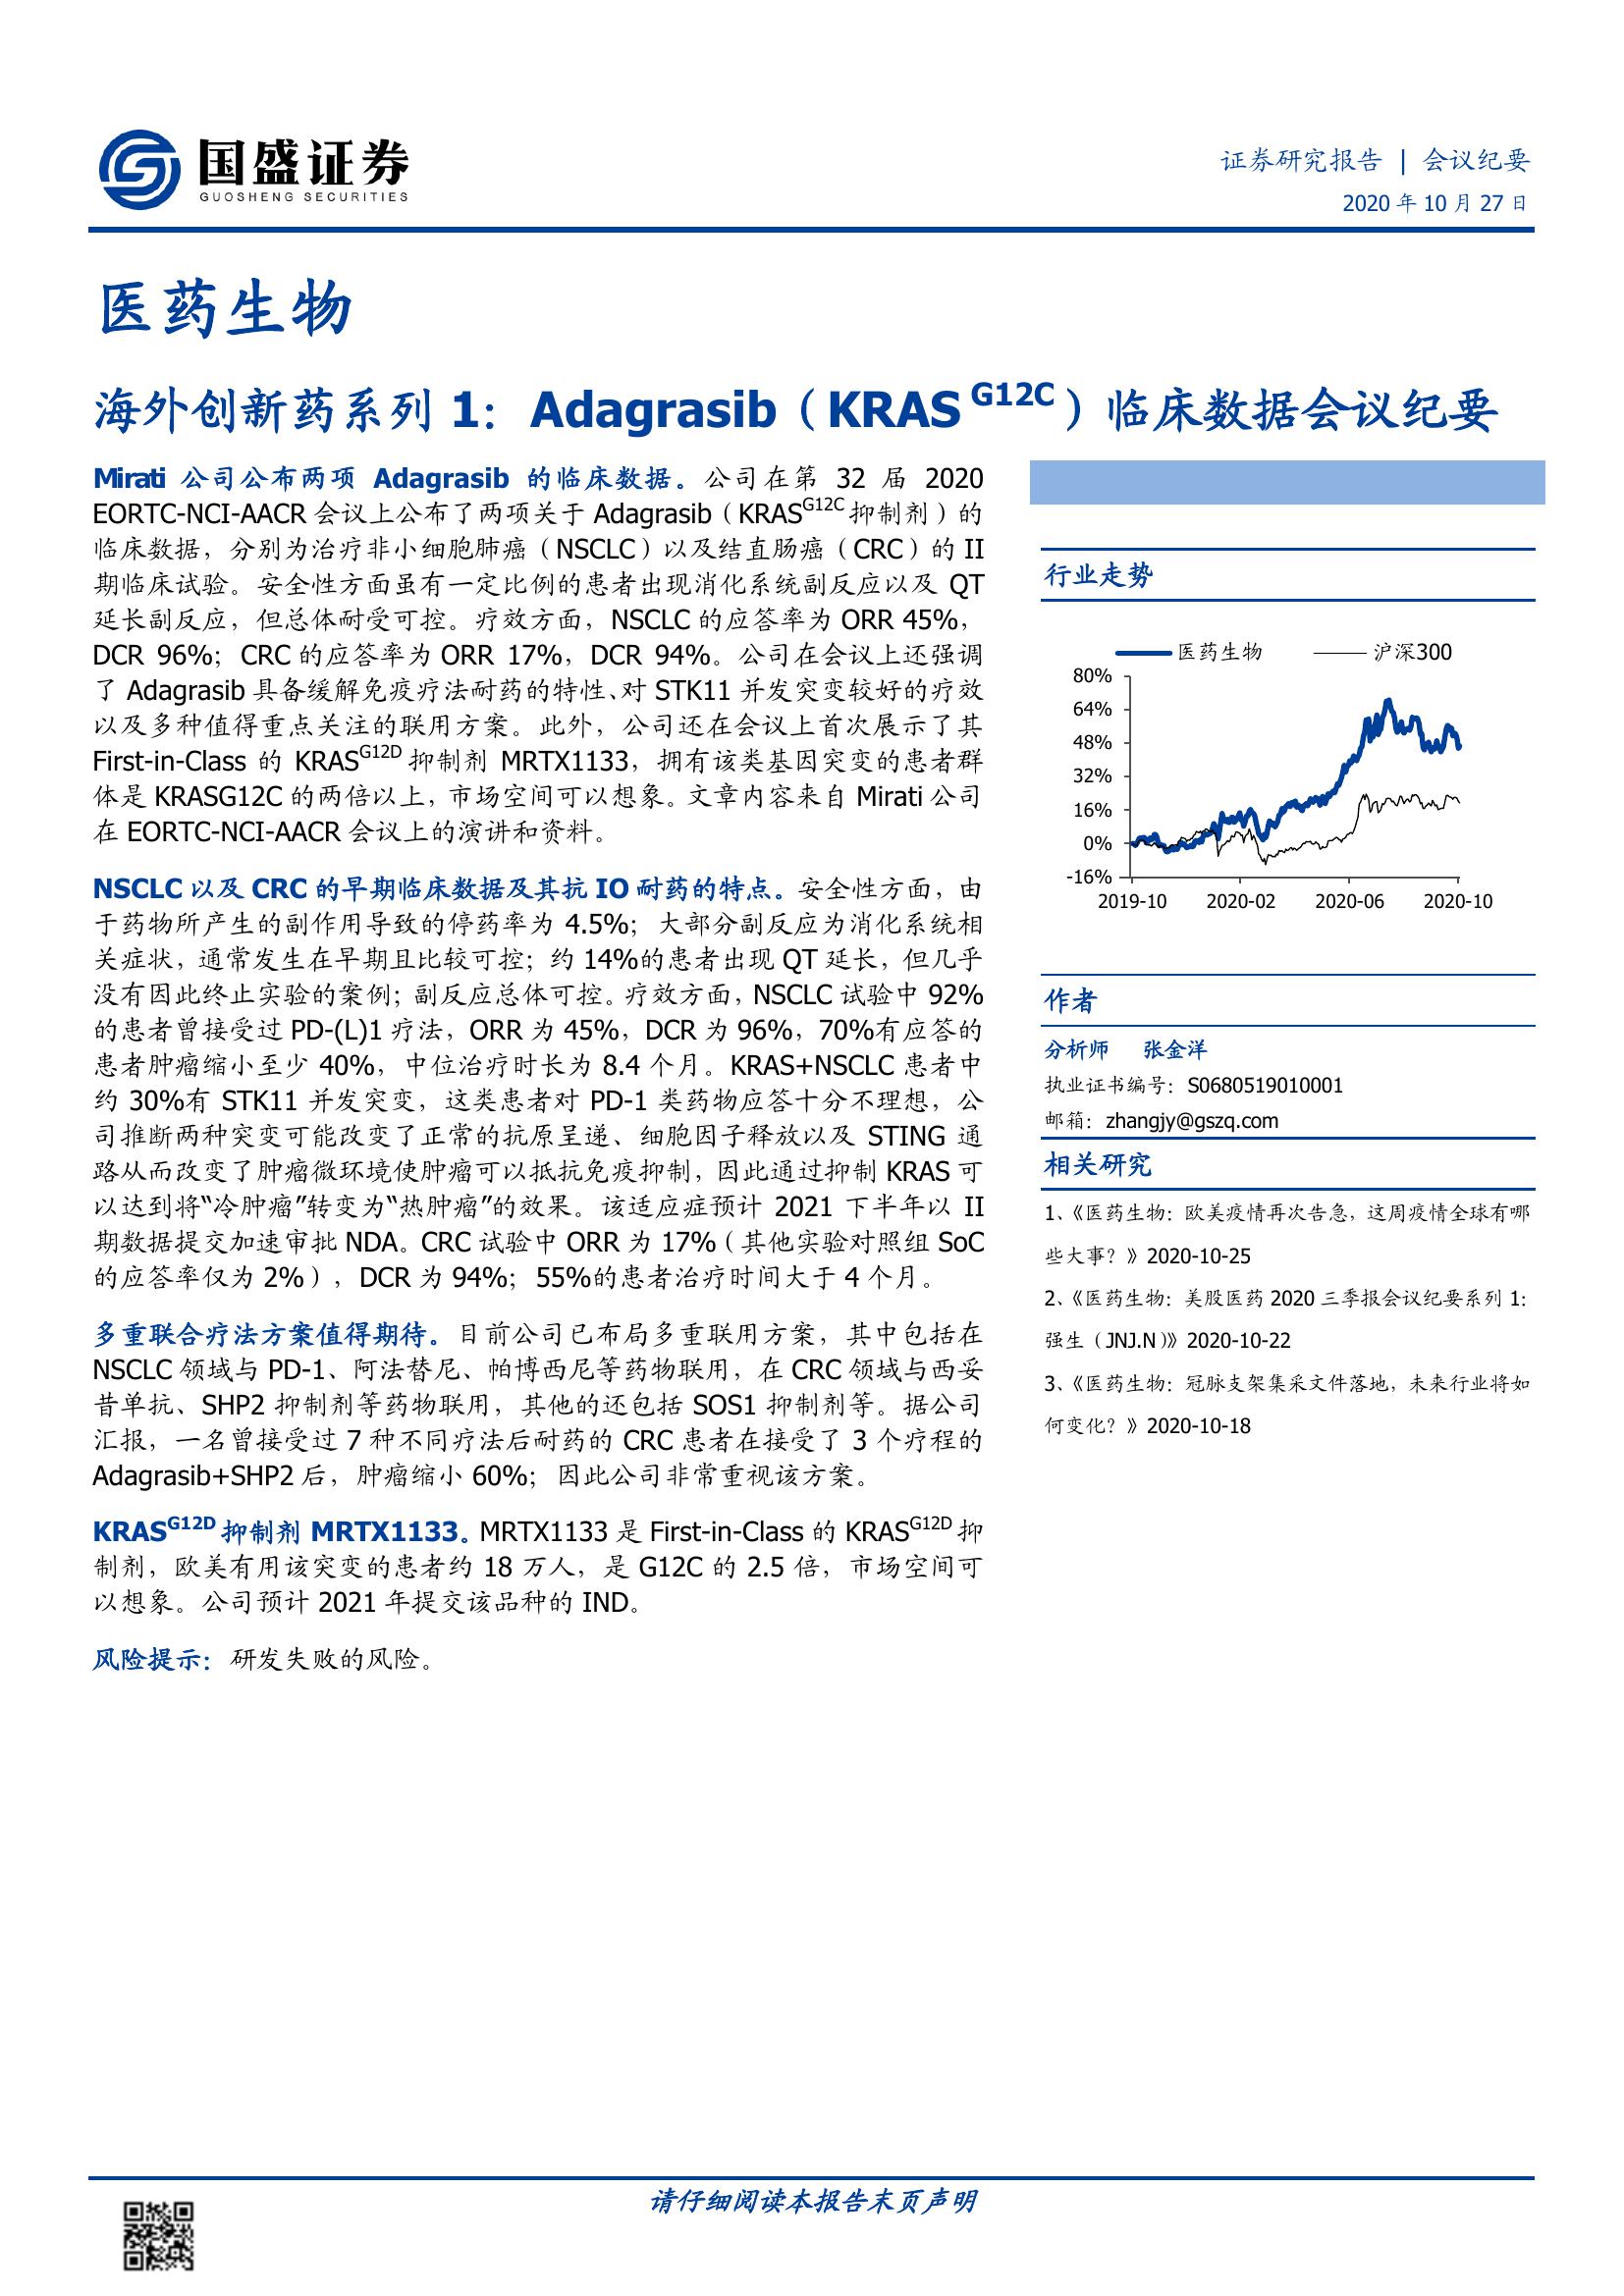 国盛证券
GUOSHENG SECURITIES
证券研究报告 | 会议纪要
2020 年 10 月 27 日
医药生物
海外创新药系列 1：Adagrasib（KRAS G12C）临床数据会议纪要
Mirati 公司公布两项 Adagrasib 的临床数据。公司在第 32 届 2020
EORTC-NCI-AACR 会议上公布了两项关于 Adagrasib（KRASG12C 抑制剂）的
临床数据，分别为治疗非小细胞肺癌（NSCLC）以及结直肠癌（CRC）的 II
期临床试验。安全性方面虽有一定比例的患者出现消化系统副反应以及 QT
延长副反应，但总体耐受可控。疗效方面，NSCLC 的应答率为 ORR 45%，
DCR 96%；CRC 的应答率为 ORR 17%，DCR 94%。公司在会议上还强调
了 Adagrasib 具备缓解免疫疗法耐药的特性、对 STK11 并发突变较好的疗效
以及多种值得重点关注的联用方案。此外，公司还在会议上首次展示了其
First-in-Class 的 KRASG12D 抑制剂 MRTX1133，拥有该类基因突变的患者群
体是 KRASG12C 的两倍以上，市场空间可以想象。文章内容来自 Mirati 公司
在 EORTC-NCI-AACR 会议上的演讲和资料。
NSCLC 以及 CRC 的早期临床数据及其抗 IO 耐药的特点。安全性方面，由
于药物所产生的副作用导致的停药率为 4.5%；大部分副反应为消化系统相
关症状，通常发生在早期且比较可控；约 14%的患者出现 QT 延长，但几乎
没有因此终止实验的案例；副反应总体可控。疗效方面，NSCLC 试验中 92%
的患者曾接受过 PD-(L)1 疗法，ORR 为 45%，DCR 为 96%，70%有应答的
患者肿瘤缩小至少 40%，中位治疗时长为 8.4 个月。KRAS+NSCLC 患者中
约 30%有 STK11 并发突变，这类患者对 PD-1 类药物应答十分不理想，公
司推断两种突变可能改变了正常的抗原呈递、细胞因子释放以及 STING 通
路从而改变了肿瘤微环境使肿瘤可以抵抗免疫抑制，因此通过抑制 KRAS 可
以达到将“冷肿瘤”转变为“热肿瘤”的效果。该适应症预计 2021 下半年以 II
期数据提交加速审批 NDA。CRC 试验中 ORR 为 17%（其他实验对照组 SoC
的应答率仅为 2%），DCR 为 94%；55%的患者治疗时间大于 4 个月。
多重联合疗法方案值得期待。目前公司已布局多重联用方案，其中包括在
NSCLC 领域与 PD-1、阿法替尼、帕博西尼等药物联用，在 CRC 领域与西妥
昔单抗、SHP2 抑制剂等药物联用，其他的还包括 SOS1 抑制剂等。据公司
汇报，一名曾接受过 7 种不同疗法后耐药的 CRC 患者在接受了 3 个疗程的
Adagrasib+SHP2 后，肿瘤缩小 60%；因此公司非常重视该方案。
KRASG12D 抑制剂 MRTX1133。MRTX1133 是 First-in-Class 的 KRASG12D 抑
制剂，欧美有用该突变的患者约 18 万人，是 G12C 的 2.5 倍，市场空间可
以想象。公司预计 2021 年提交该品种的 IND。
风险提示：研发失败的风险。
行业走势
医药生物 沪深300
80%
64%
48%
32%
16%
0%
-16%
2019-10 2020-02 2020-06 2020-10
作者
分析师 张金洋
执业证书编号：S0680519010001
邮箱：zhangjy@gszq.com
相关研究
1、《医药生物：欧美疫情再次告急，这周疫情全球有哪
些大事？》2020-10-25
2、《医药生物：美股医药 2020 三季报会议纪要系列 1：
强生（JNJ.N）》2020-10-22
3、《医药生物：冠脉支架集采文件落地，未来行业将如
何变化？》2020-10-18
请仔细阅读本报告末页声明